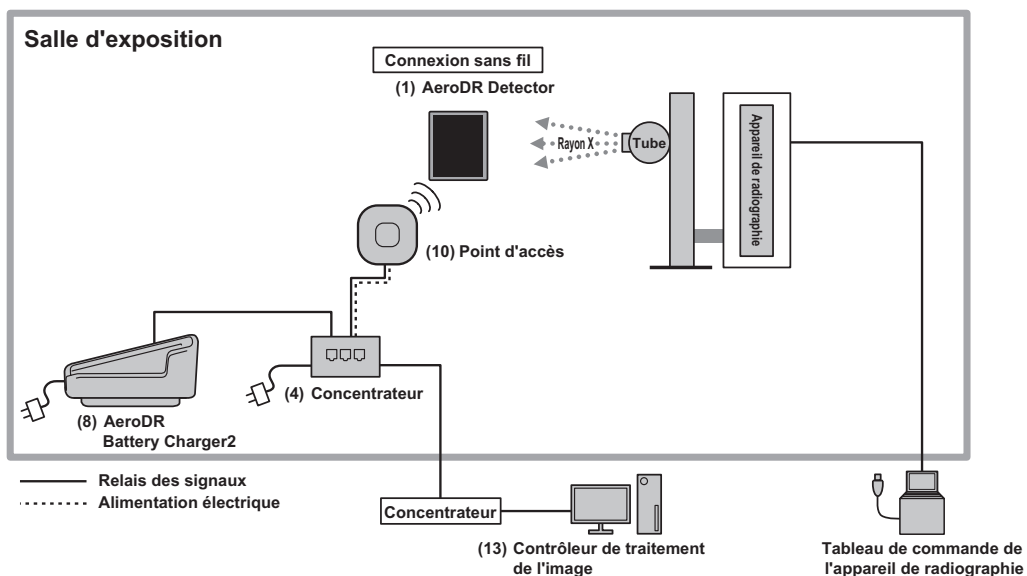 Salle d'exposition
Connexion sans fil
(1) AeroDR Detector
Rayon X
Tube
Appareil de radiographie
(10) Point d'accès
(4) Concentrateur
(8) AeroDR
Battery Charger2
Relais des signaux
Alimentation électrique
Concentrateur
(13) Contrôleur de traitement
de l'image
Tableau de commande de
l'appareil de radiographie